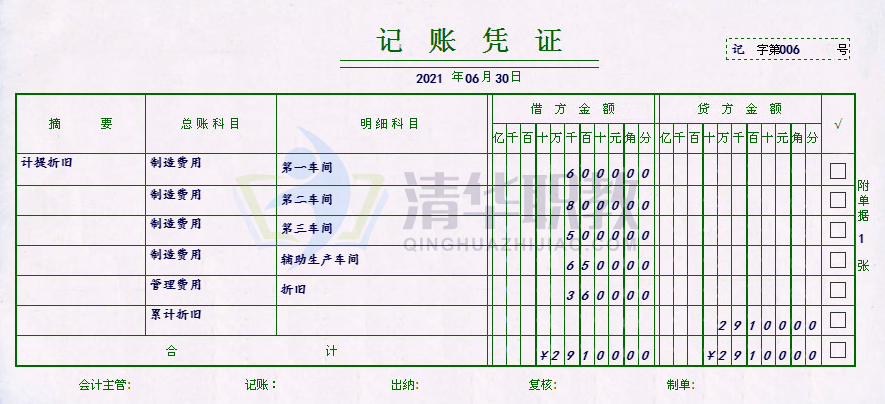 记 账 凭 证
记 字第006 号
2021 年06月30日
摘 要 总账科目 明细科目 借方金额 贷方金额 √
亿千百十万千百十元角分 亿千百十万千百十元角分
计提折旧 制造费用 第一车间 600000
制造费用 第二车间 800000
制造费用 第三车间 500000
制造费用 辅助生产车间 650000
管理费用 折旧 360000
累计折旧 2910000
合 计 ¥2910000 ¥2910000
附单据 1 张
会计主管: 记账: 出纳: 复核: 制单:
清华职教
QINGHUAZHIJIAO.COM